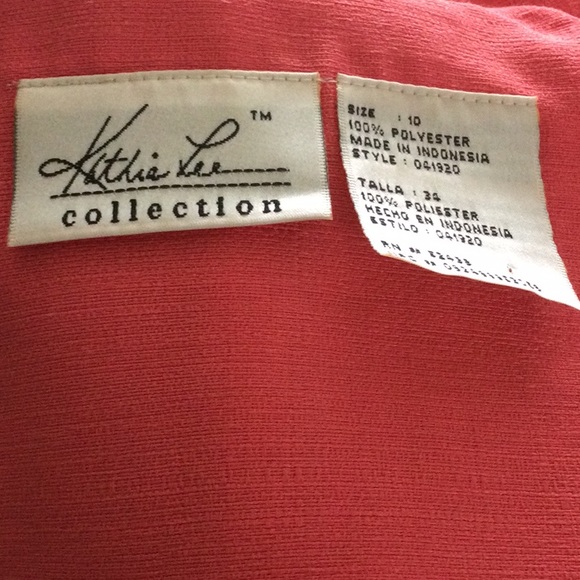 Kathie Lee ™
collection
SIZE : 10
100% POLYESTER
MADE IN INDONESIA
STYLE : 041920
TALLA : 34
100% POLIESTER
HECHO EN INDONESIA
ESTILO : 041920
RN #